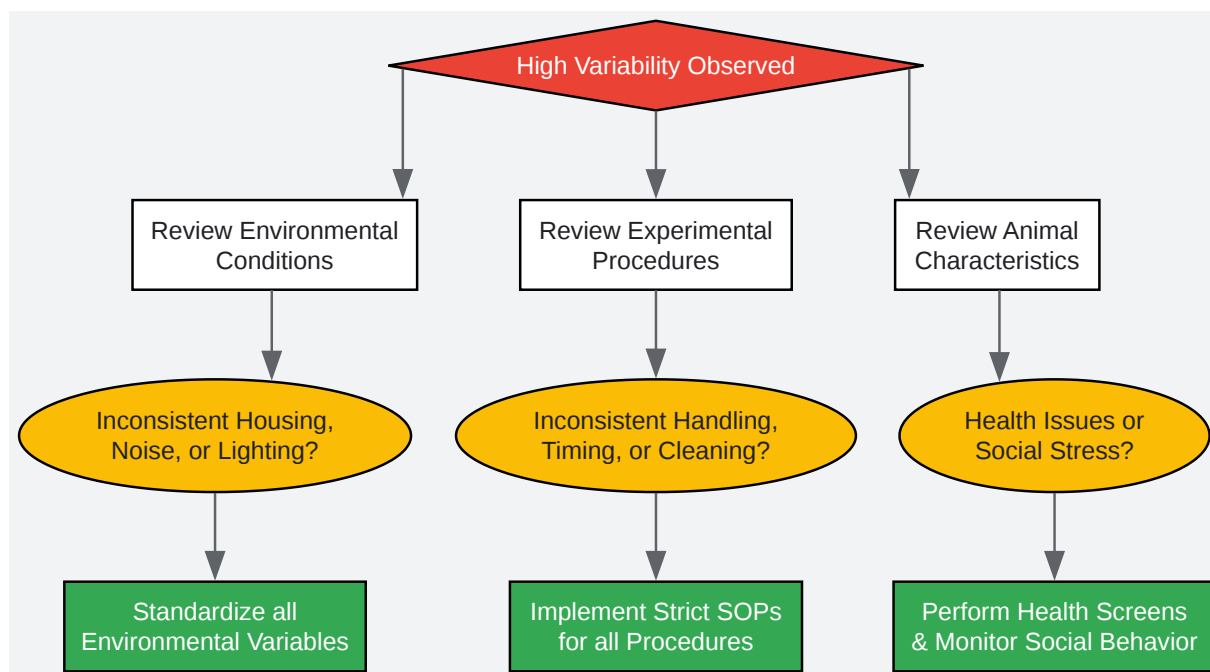 High Variability Observed
Review Environmental
Conditions
Review Experimental
Procedures
Review Animal
Characteristics
Inconsistent Housing,
Noise, or Lighting?
Inconsistent Handling,
Timing, or Cleaning?
Health Issues or
Social Stress?
Standardize all
Environmental Variables
Implement Strict SOPs
for all Procedures
Perform Health Screens
& Monitor Social Behavior